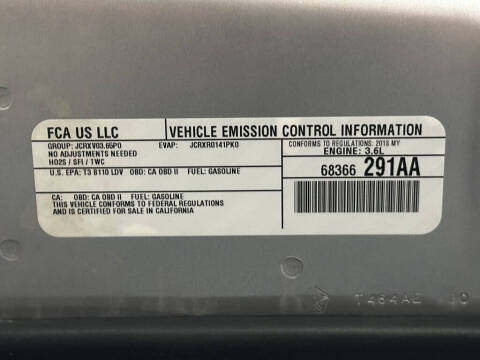 FCA US LLC
VEHICLE EMISSION CONTROL INFORMATION
GROUP: JCRXV03.65P0 EVAP: JCRXR0141PK0
CONFORMS TO REGULATIONS: 2018 MY
NO ADJUSTMENTS NEEDED
ENGINE: 3.6L
HO2S / SFI / TWC
68366 291AA
U.S. EPA: T3 B110 LDV OBD: CA OBD II FUEL: GASOLINE
CA: OBD: CA OBD II FUEL: GASOLINE
THIS VEHICLE CONFORMS TO FEDERAL REGULATIONS
AND IS CERTIFIED FOR SALE IN CALIFORNIA